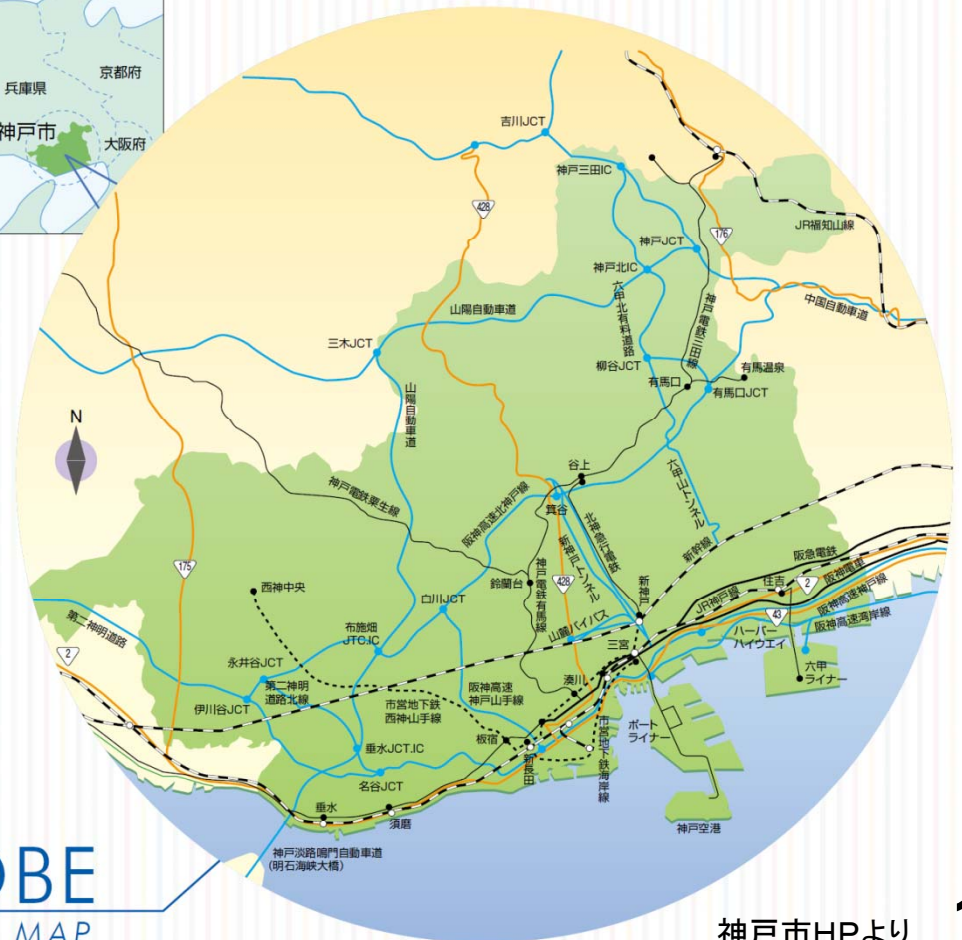 兵庫県
京都府
神戸市
大阪府
吉川JCT
神戸三田IC
428
176
JR福知山線
神戸JCT
神戸北IC
中国自動車道
山陽自動車道
六甲北有料道路
神戸電鉄三田線
三木JCT
柳谷JCT
有馬温泉
有馬口
有馬口JCT
山陽自動車道
N
谷上
六甲山トンネル
神戸電鉄粟生線
阪神高速北神戸線
箕谷
北神急行電鉄
新神戸トンネル
新幹線
阪急電鉄
175
西神中央
鈴蘭台
神戸電鉄有馬線
428
新神戸
JR神戸線
住吉
2
阪神電車
43
阪神高速神戸線
阪神高速湾岸線
白川JCT
山麓バイパス
第二神明道路
布施畑
JTC.IC
三宮
ハーバー
ハイウエイ
2
永井谷JCT
第二神明
道路北線
阪神高速
神戸山手線
湊川
六甲
ライナー
伊川谷JCT
市営地下鉄
西神山手線
ポート
ライナー
板宿
新長田
市営地下鉄海岸線
垂水JCT.IC
名谷JCT
垂水
須磨
神戸空港
神戸淡路鳴門自動車道
(明石海峡大橋)
OBE
MAP
神戸市HPより
1